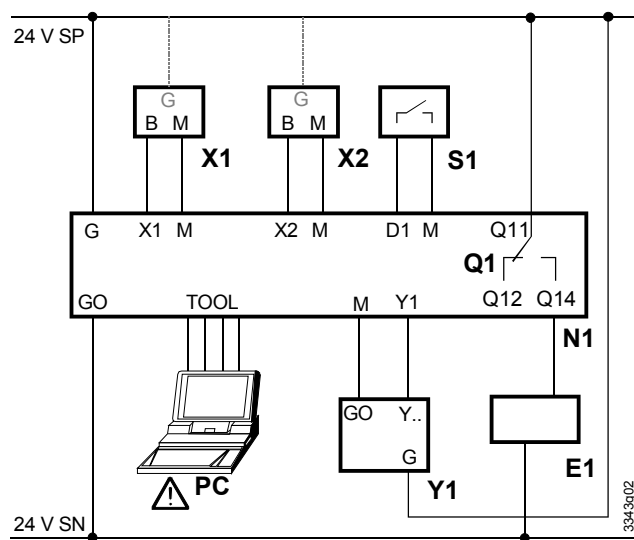 24 V SP
G
G
B M
B M
X1
X2
S1
G X1 M X2 M D1 M Q11
Q1
GO TOOL M Y1 Q12 Q14
N1
GO Y..
G
PC
Y1
E1
24 V SN
3343g02